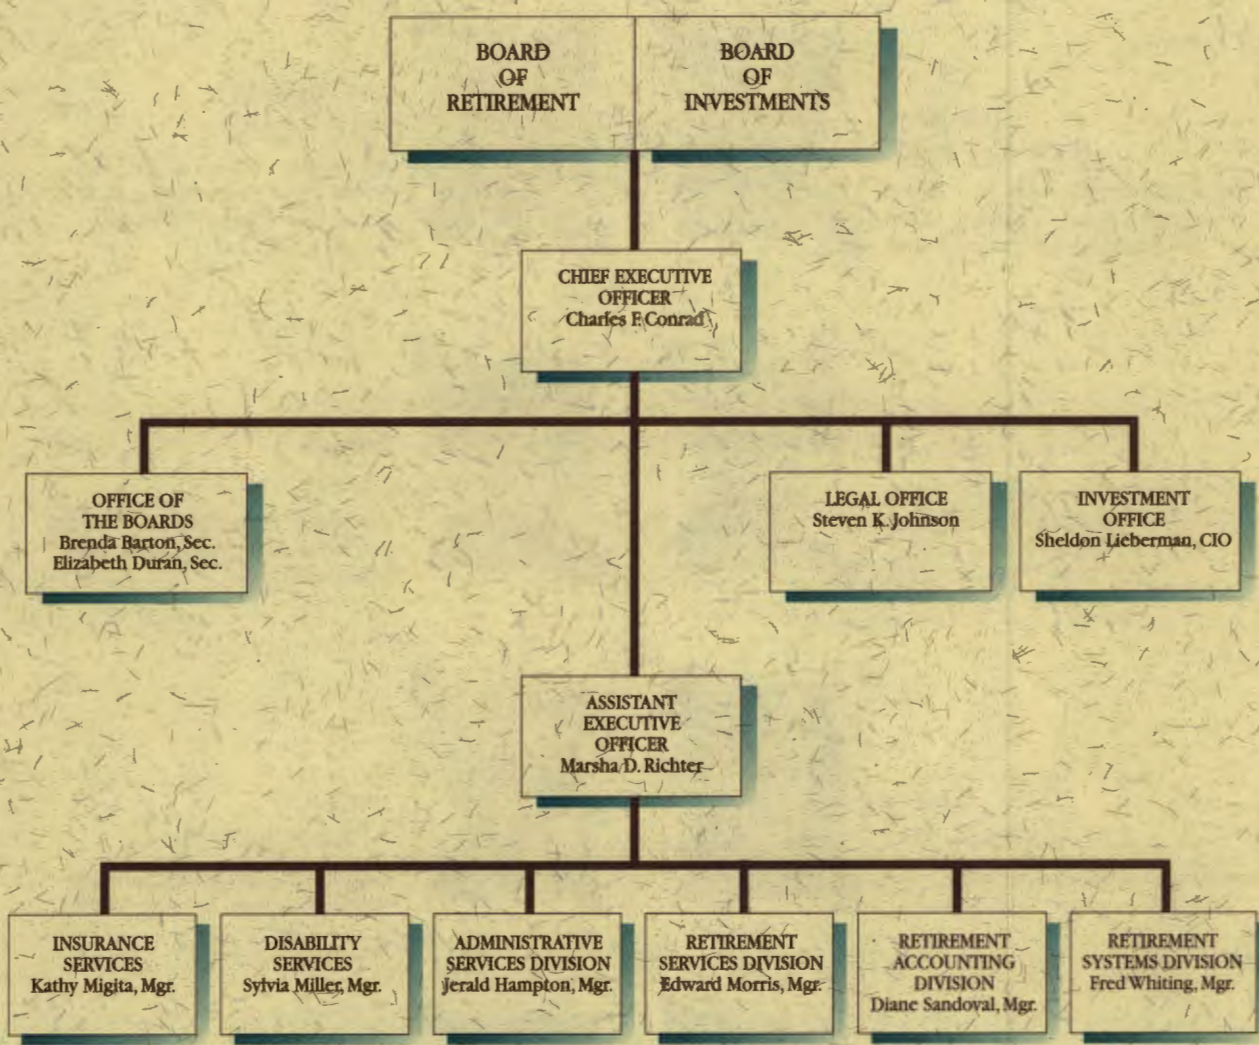 BOARD
OF
RETIREMENT
BOARD
OF
INVESTMENTS
CHIEF EXECUTIVE
OFFICER
Charles F. Conrad
OFFICE OF
THE BOARDS
Brenda Barton, Sec.
Elizabeth Duran, Sec.
LEGAL OFFICE
Steven K. Johnson
INVESTMENT
OFFICE
Sheldon Lieberman, CIO
ASSISTANT
EXECUTIVE
OFFICER
Marsha D. Richter
INSURANCE
SERVICES
Kathy Migita, Mgr.
DISABILITY
SERVICES
Sylvia Miller, Mgr.
ADMINISTRATIVE
SERVICES DIVISION
Jerald Hampton, Mgr.
RETIREMENT
SERVICES DIVISION
Edward Morris, Mgr.
RETIREMENT
ACCOUNTING
DIVISION
Diane Sandoval, Mgr.
RETIREMENT
SYSTEMS DIVISION
Fred Whiting, Mgr.